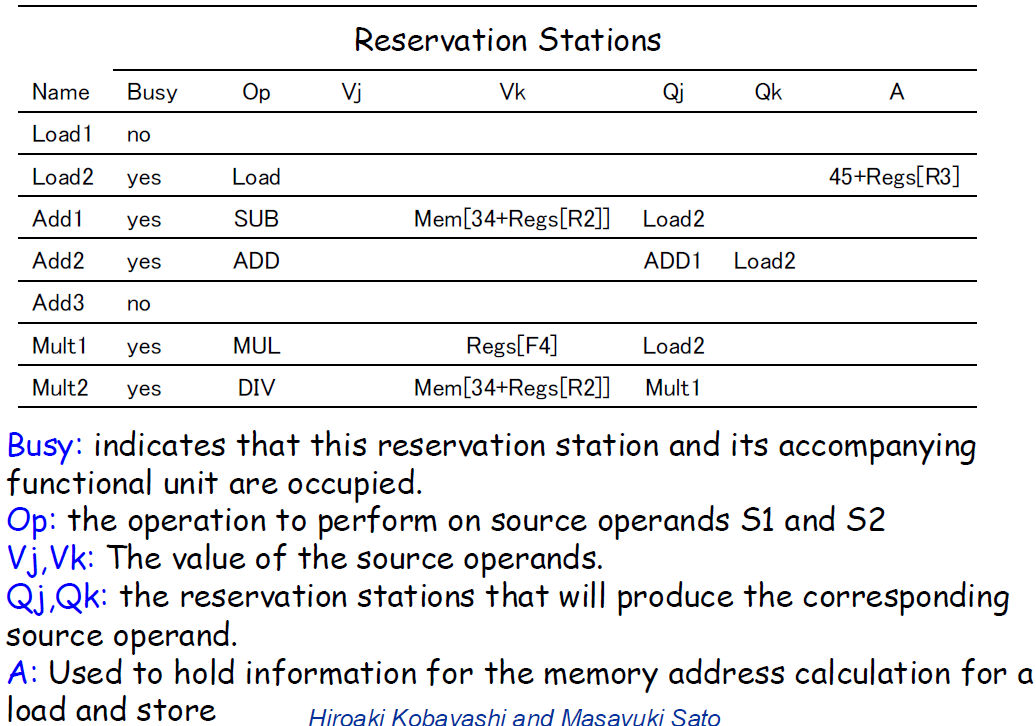 Reservation Stations
Name Busy Op Vj Vk Qj Qk A
Load1 no
Load2 yes Load 45+Regs[R3]
Add1 yes SUB Mem[34+Regs[R2]] Load2
Add2 yes ADD ADD1 Load2
Add3 no
Mult1 yes MUL Regs[F4] Load2
Mult2 yes DIV Mem[34+Regs[R2]] Mult1
Busy: indicates that this reservation station and its accompanying
functional unit are occupied.
Op: the operation to perform on source operands S1 and S2
Vj,Vk: The value of the source operands.
Qj,Qk: the reservation stations that will produce the corresponding
source operand.
A: Used to hold information for the memory address calculation for a
load and store
Hiroaki Kobayashi and Masayuki Sato